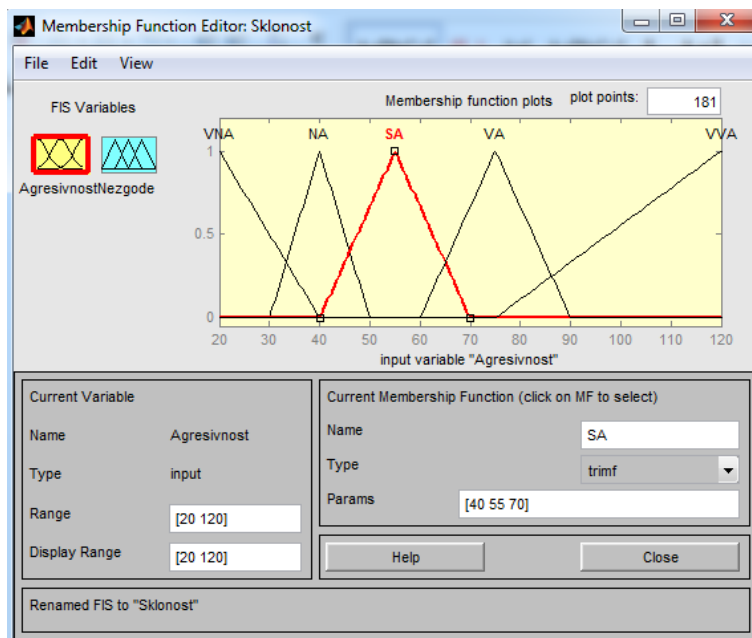 Membership Function Editor: Sklonost
File Edit View
FIS Variables
Membership function plots plot points: 181
Agresivnost Nezgode
VNA NA SA VA VVA
1
0.5
0
20 30 40 50 60 70 80 90 100 110 120
input variable "Agresivnost"
Current Variable
Name Agresivnost
Type input
Range [20 120]
Display Range [20 120]
Current Membership Function (click on MF to select)
Name SA
Type trimf
Params [40 55 70]
Help Close
Renamed FIS to "Sklonost"